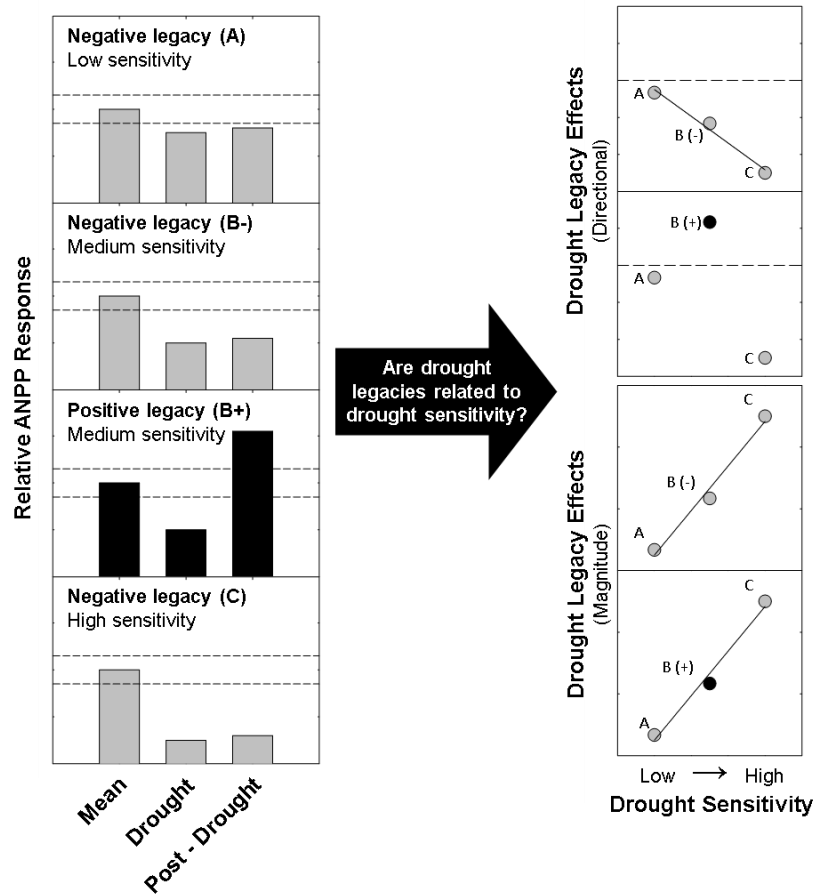 Negative legacy (A)
Low sensitivity
Negative legacy (B-)
Medium sensitivity
Positive legacy (B+)
Medium sensitivity
Negative legacy (C)
High sensitivity
Relative ANPP Response
Mean
Drought
Post - Drought
Are drought
legacies related to
drought sensitivity?
Drought Legacy Effects
(Directional)
A
B (-)
C
B (+)
A
C
Drought Legacy Effects
(Magnitude)
C
B (-)
A
C
B (+)
A
Low → High
Drought Sensitivity